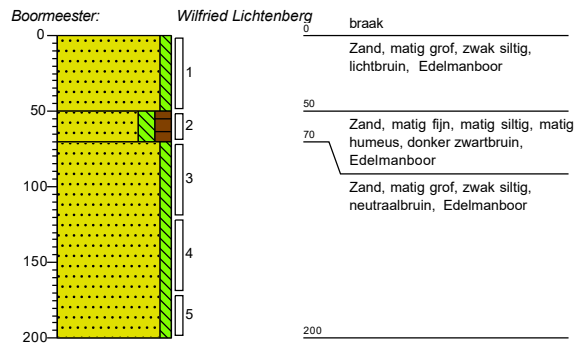 Boormeester: Wilfried Lichtenberg
0
50
100
150
200
1
2
3
4
5
0 braak
Zand, matig grof, zwak siltig,
lichtbruin, Edelmanboor
50
Zand, matig fijn, matig siltig, matig
humeus, donker zwartbruin,
Edelmanboor
70
Zand, matig grof, zwak siltig,
neutraalbruin, Edelmanboor
200